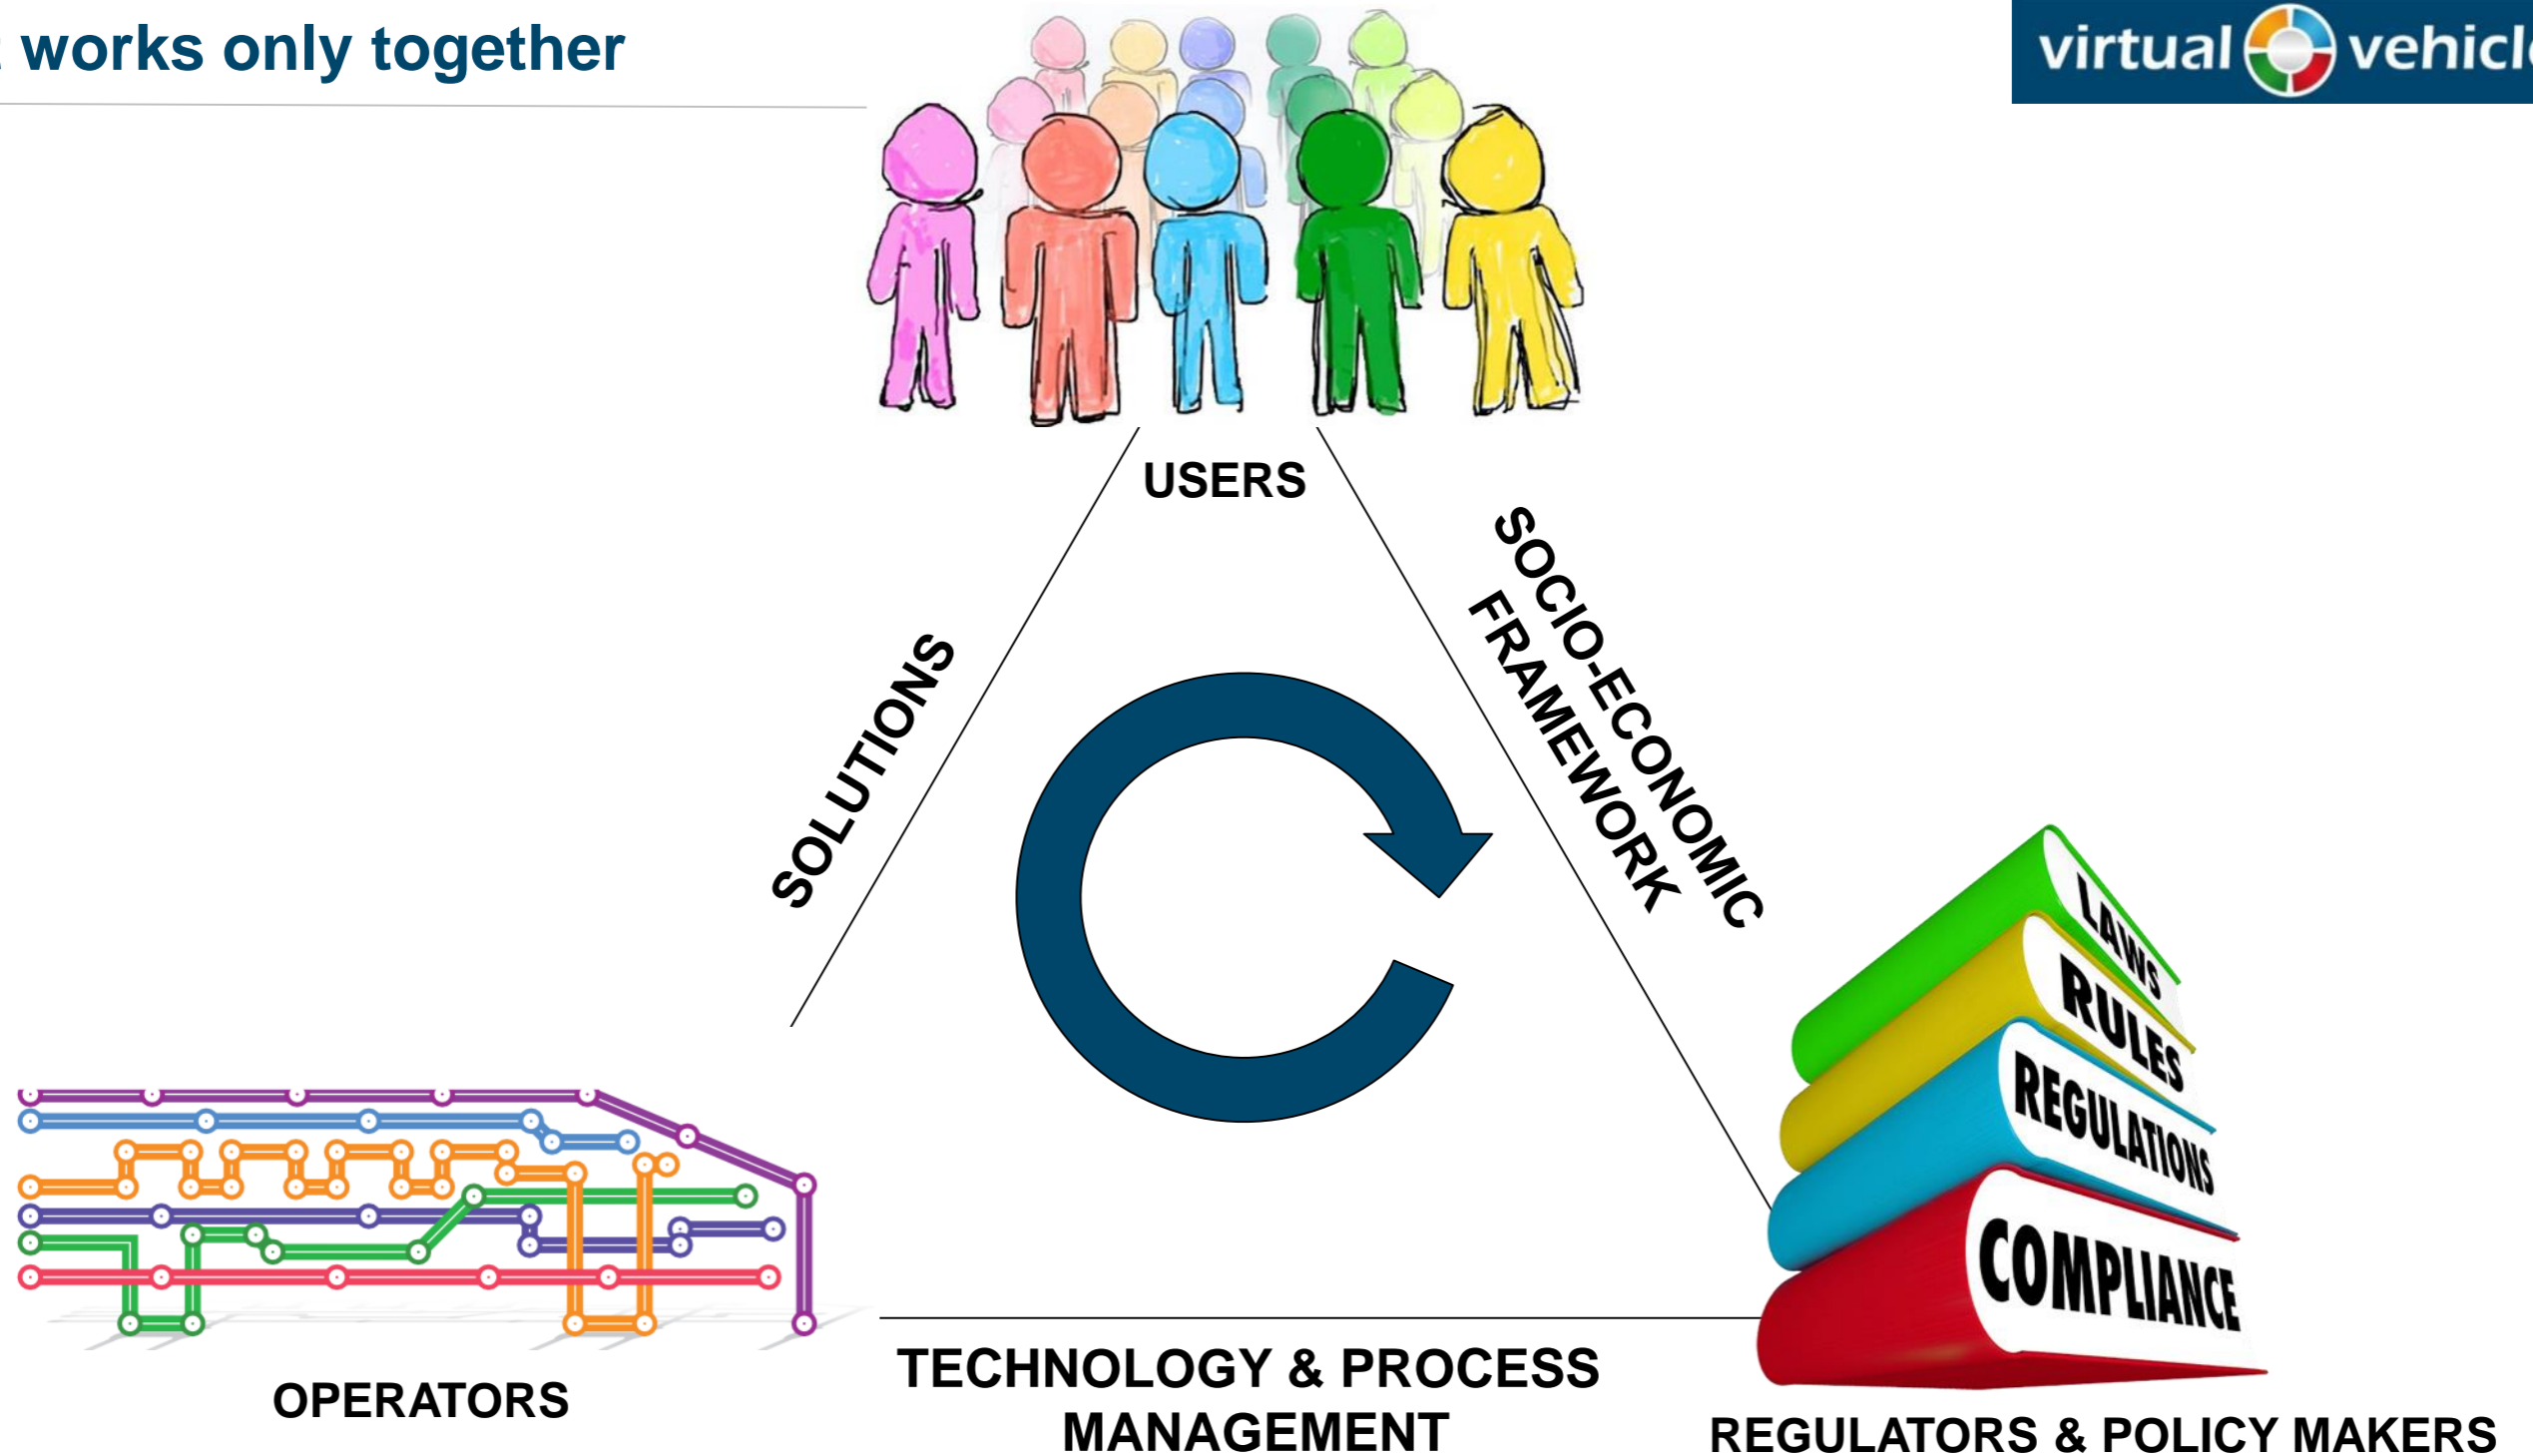 works only together
virtual vehicle
USERS
SOCIO-ECONOMIC
FRAMEWORK
SOLUTIONS
LAWS
RULES
REGULATIONS
COMPLIANCE
OPERATORS
TECHNOLOGY & PROCESS
MANAGEMENT
REGULATORS & POLICY MAKERS